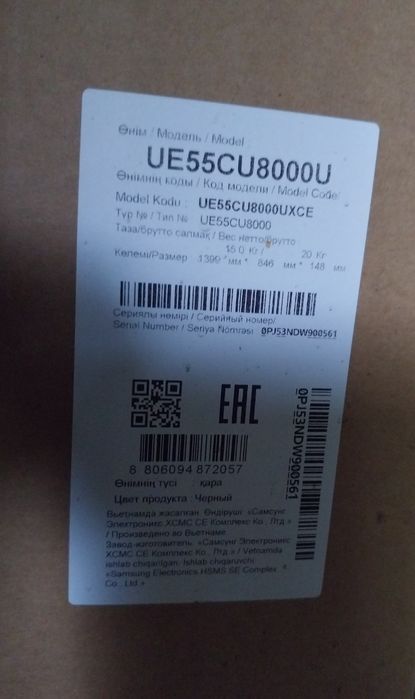 Өнім / Модель / Model
UE55CU8000U
Өнімнің коды / Код модели / Model Code/
Model Kodu : UE55CU8000UXCE
Typ № / Тип № UE55CU8000
Таза/брутто салмақ / Вес нетто/брутто
15.0 Кг / 20 Кг
Көлемі/Размер 1399 мм * 846 мм * 148 мм
Сериялы нөмірі / Серийный номер/
Serial Number / Seriya Nomrəsi 0PJ53NDW900561
EAC
8 806094 872057
0PJ53NDW900561
Өнімнің түсі : қара
Цвет продукта : Черный
Вьетнамда жасалған. Өндіруші: «Самсунг
Электроникс ХСМС СЕ Комплекс Ко., Лтд.»
/ Произведено во Вьетнаме.
Завод-изготовитель: «Самсунг Электроникс
ХСМС СЕ Комплекс Ко., Лтд.» / Vetnamda
ishlab chiqarilgan. Ishlab chiqaruvchi:
«Samsung Electronics HSMS SE Complex
Co., Ltd.»